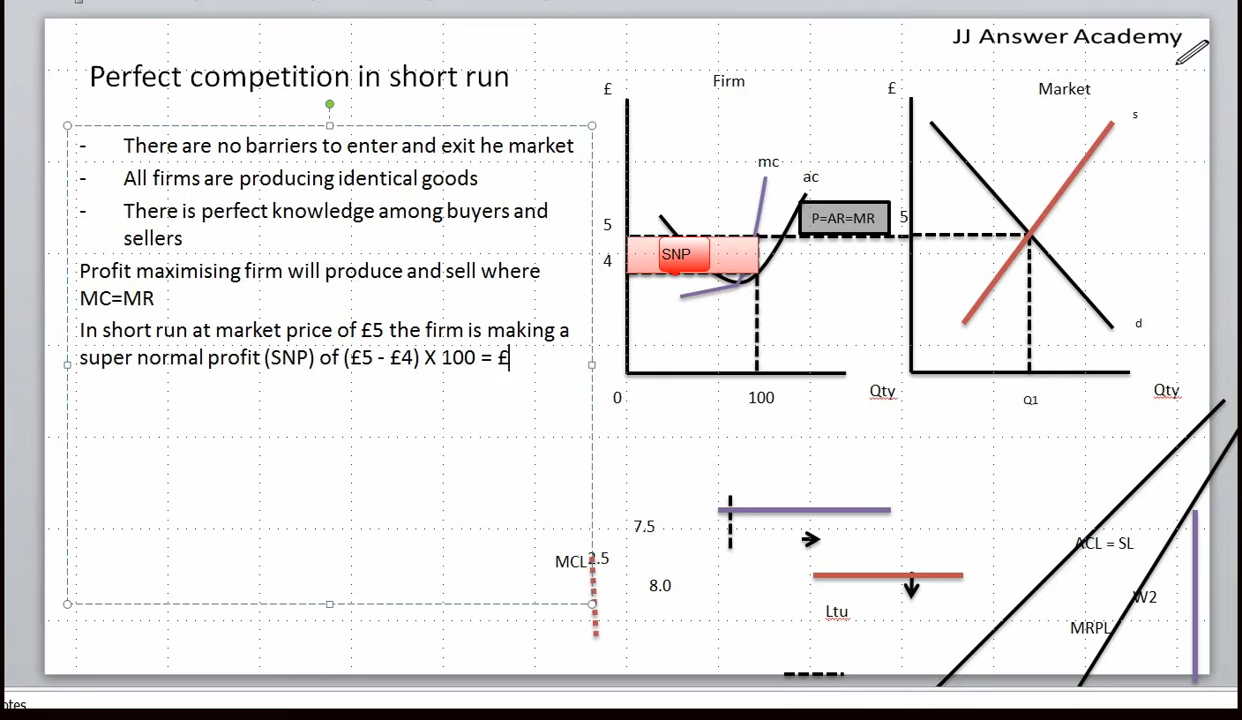 JJ Answer Academy
Perfect competition in short run
- There are no barriers to enter and exit he market
- All firms are producing identical goods
- There is perfect knowledge among buyers and
sellers
Profit maximising firm will produce and sell where
MC=MR
In short run at market price of £5 the firm is making a
super normal profit (SNP) of (£5 - £4) X 100 = £
£
Firm
mc
ac
P=AR=MR
5
SNP
4
0
100
Qty
£
Market
s
5
d
Q1
Qty
7.5
MCL
2.5
8.0
Ltu
ACL = SL
W2
MRPL
otes